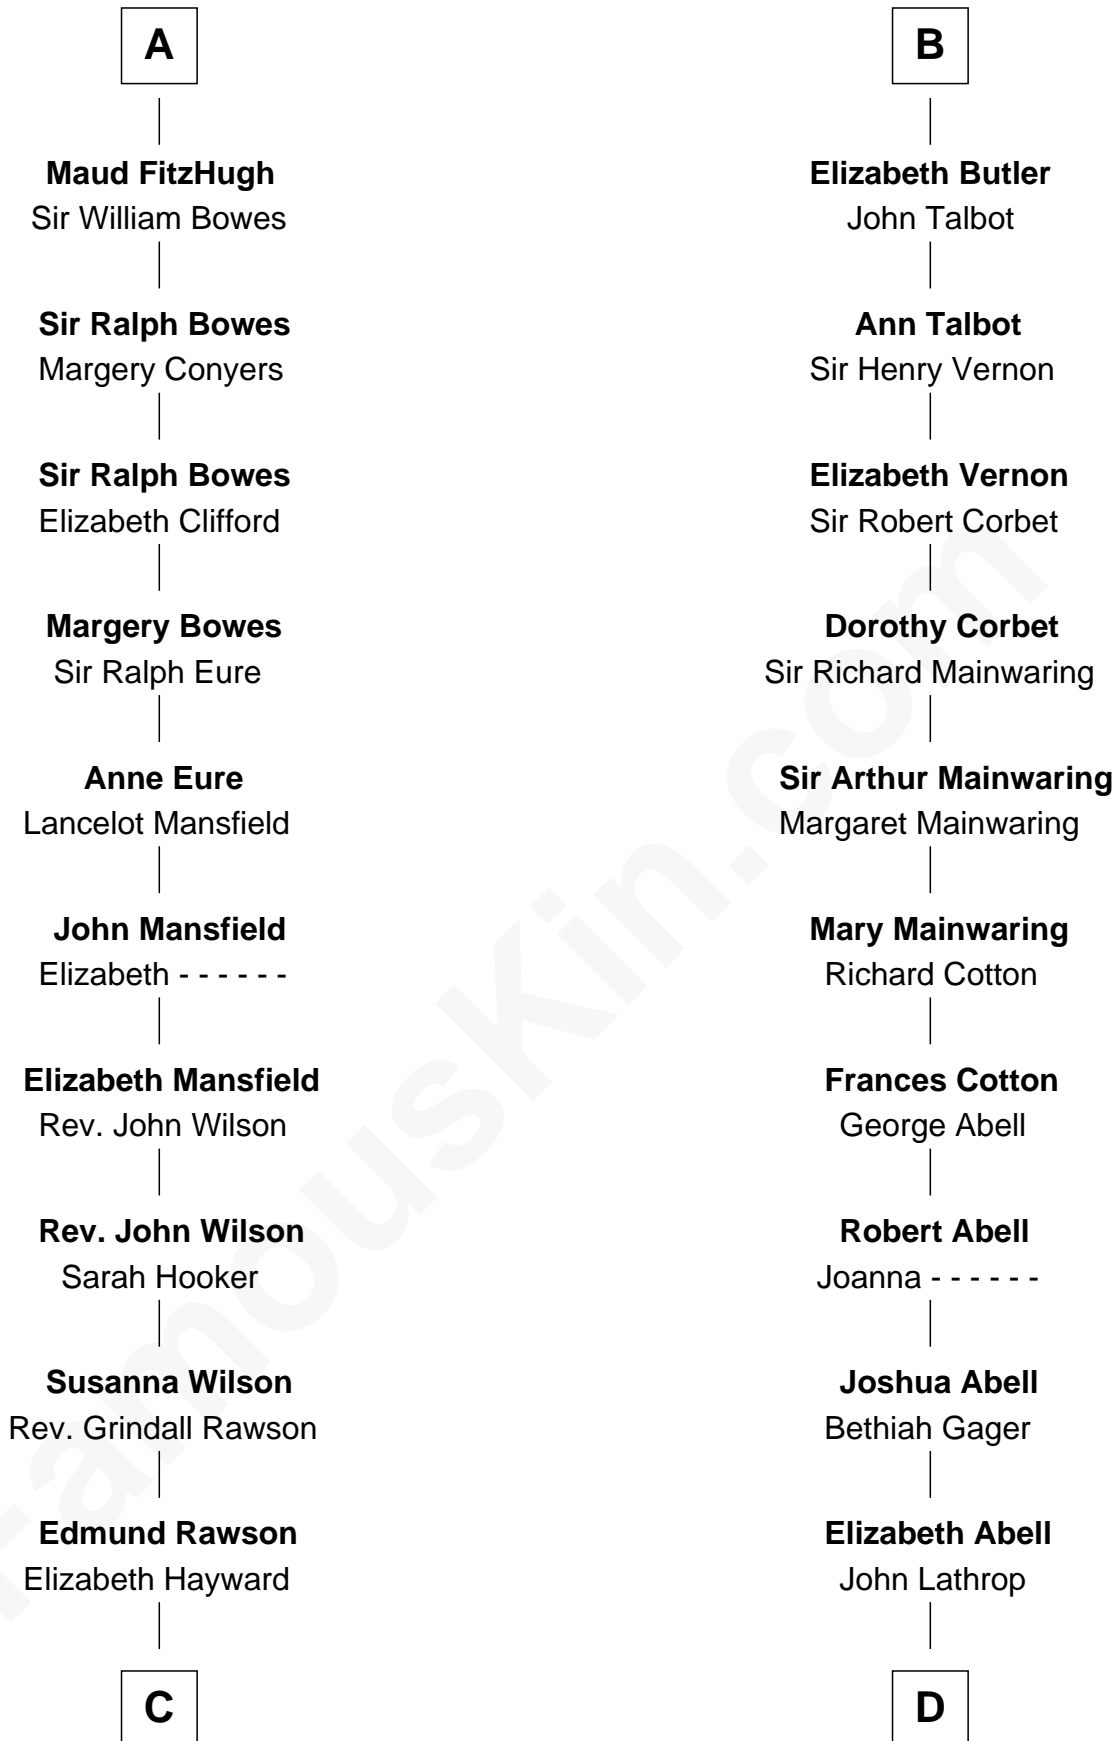 A
Maud FitzHugh
Sir William Bowes
Sir Ralph Bowes
Margery Conyers
Sir Ralph Bowes
Elizabeth Clifford
Margery Bowes
Sir Ralph Eure
Anne Eure
Lancelot Mansfield
John Mansfield
Elizabeth - - - - - -
Elizabeth Mansfield
Rev. John Wilson
Rev. John Wilson
Sarah Hooker
Susanna Wilson
Rev. Grindall Rawson
Edmund Rawson
Elizabeth Hayward
C
B
Elizabeth Butler
John Talbot
Ann Talbot
Sir Henry Vernon
Elizabeth Vernon
Sir Robert Corbet
Dorothy Corbet
Sir Richard Mainwaring
Sir Arthur Mainwaring
Margaret Mainwaring
Mary Mainwaring
Richard Cotton
Frances Cotton
George Abell
Robert Abell
Joanna - - - - - -
Joshua Abell
Bethiah Gager
Elizabeth Abell
John Lathrop
D
FamousKin.com